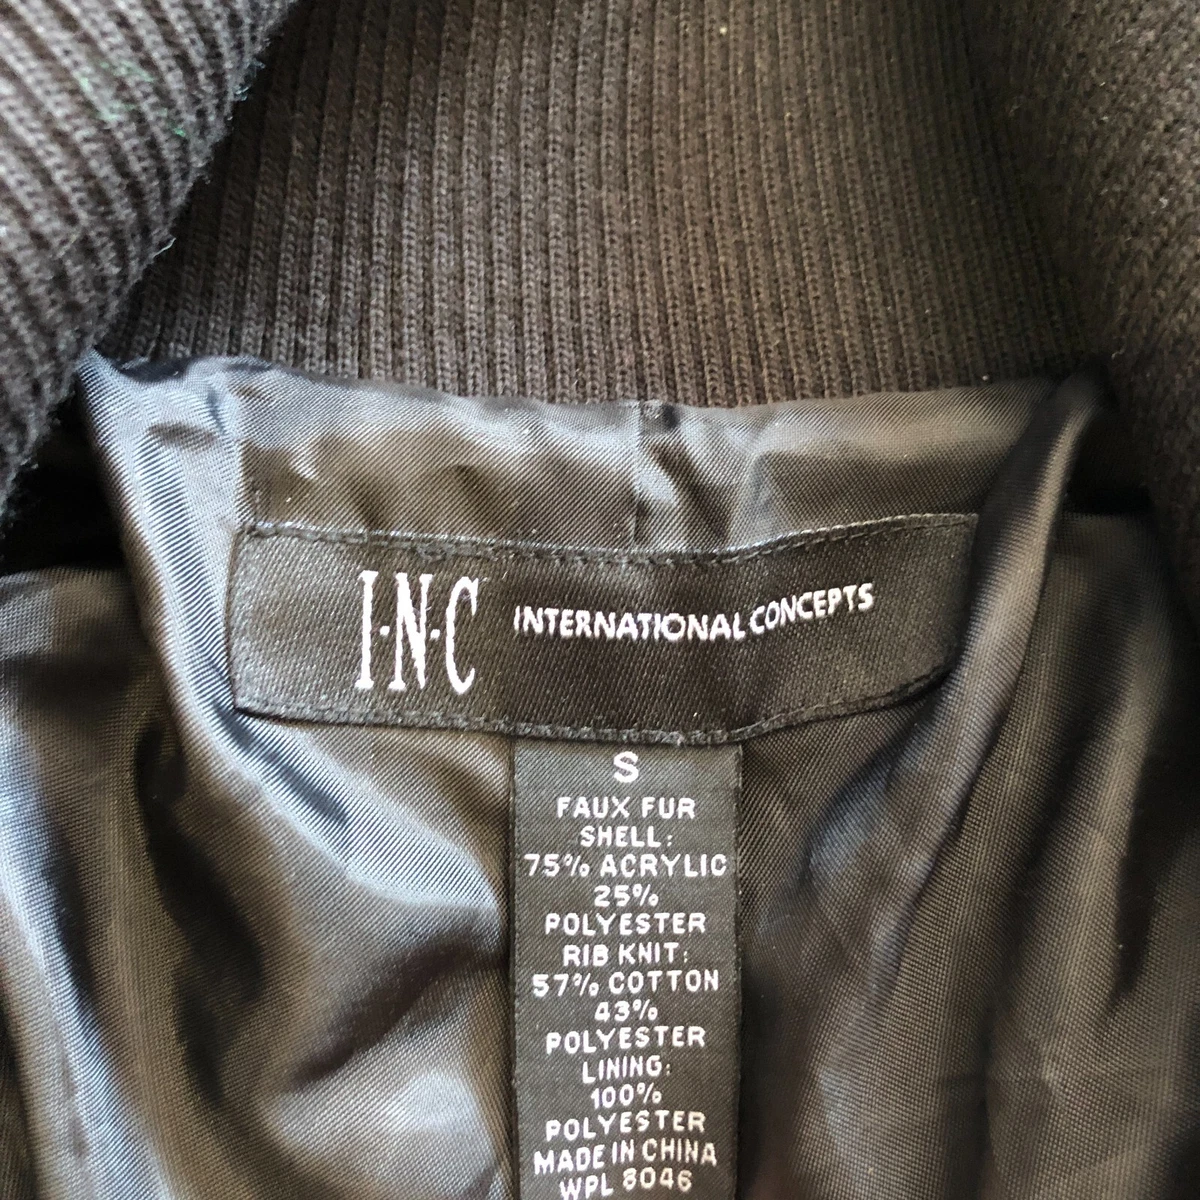 I·N·C INTERNATIONAL CONCEPTS
S
FAUX FUR
SHELL:
75% ACRYLIC
25%
POLYESTER
RIB KNIT:
57% COTTON
43%
POLYESTER
LINING:
100%
POLYESTER
MADE IN CHINA
WPL 8046